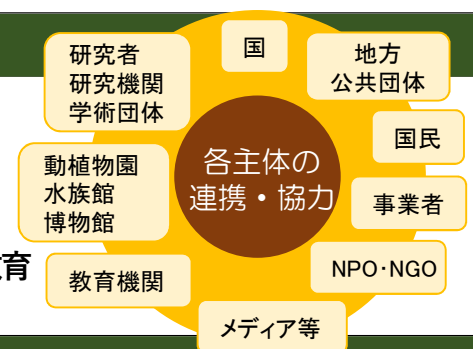 研究者
研究機関
学術団体
国
地方
公共団体
国民
事業者
NPO・NGO
メディア等
教育機関
動植物園
水族館
博物館
各主体の
連携・協力
育